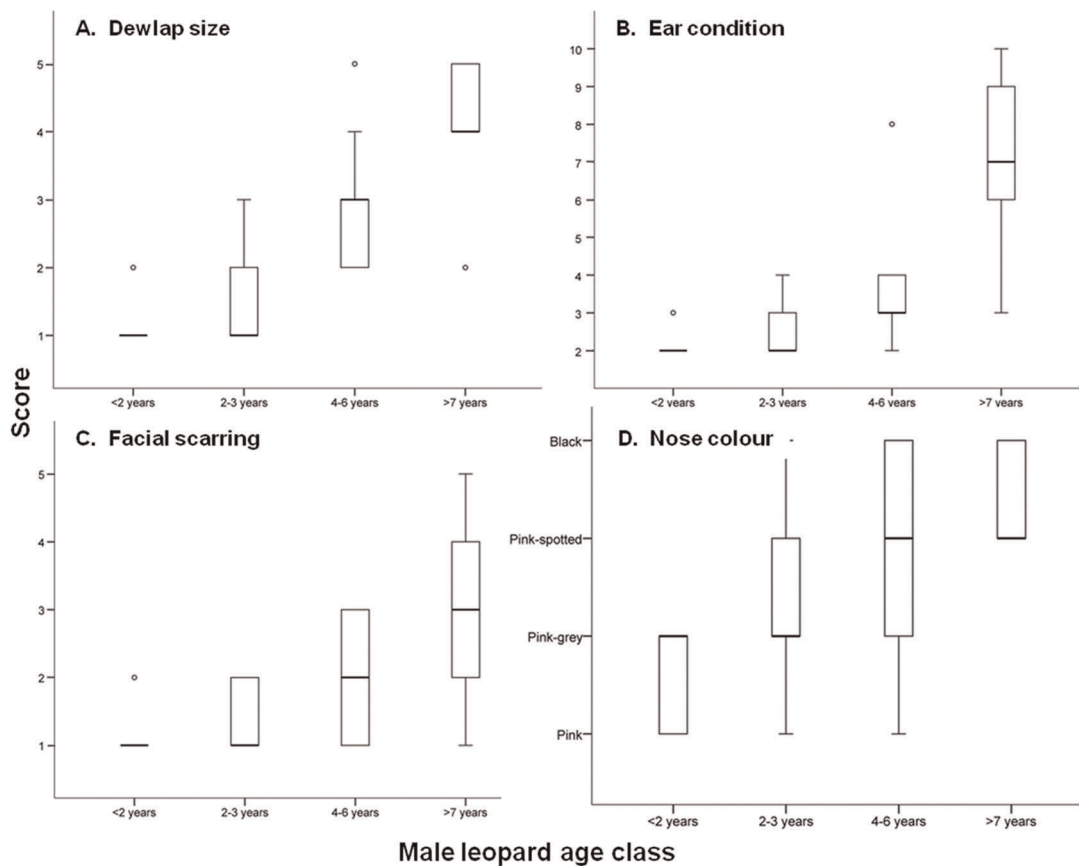 A. Dewlap size
5
4
3
2
1
<2 years 2-3 years 4-6 years >7 years
B. Ear condition
10
9
8
7
6
5
4
3
2
<2 years 2-3 years 4-6 years >7 years
Score
C. Facial scarring
5
4
3
2
1
<2 years 2-3 years 4-6 years >7 years
D. Nose colour
Black
Pink-spotted
Pink-grey
Pink
<2 years 2-3 years 4-6 years >7 years
Male leopard age class